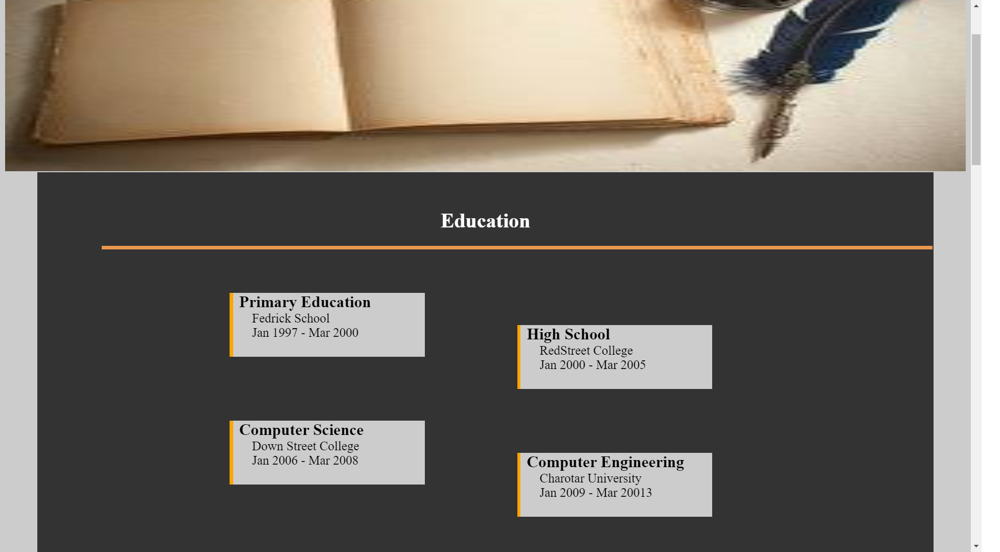 Education
Primary Education
Fedrick School
Jan 1997 - Mar 2000
High School
RedStreet College
Jan 2000 - Mar 2005
Computer Science
Down Street College
Jan 2006 - Mar 2008
Computer Engineering
Charotar University
Jan 2009 - Mar 20013